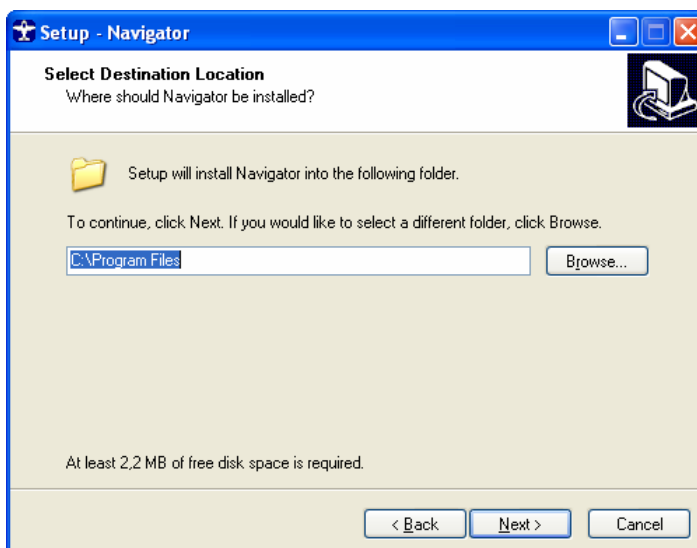 Setup - Navigator
Select Destination Location
Where should Navigator be installed?
Setup will install Navigator into the following folder.
To continue, click Next. If you would like to select a different folder, click Browse.
C:\Program Files
Browse...
At least 2,2 MB of free disk space is required.
< Back
Next >
Cancel